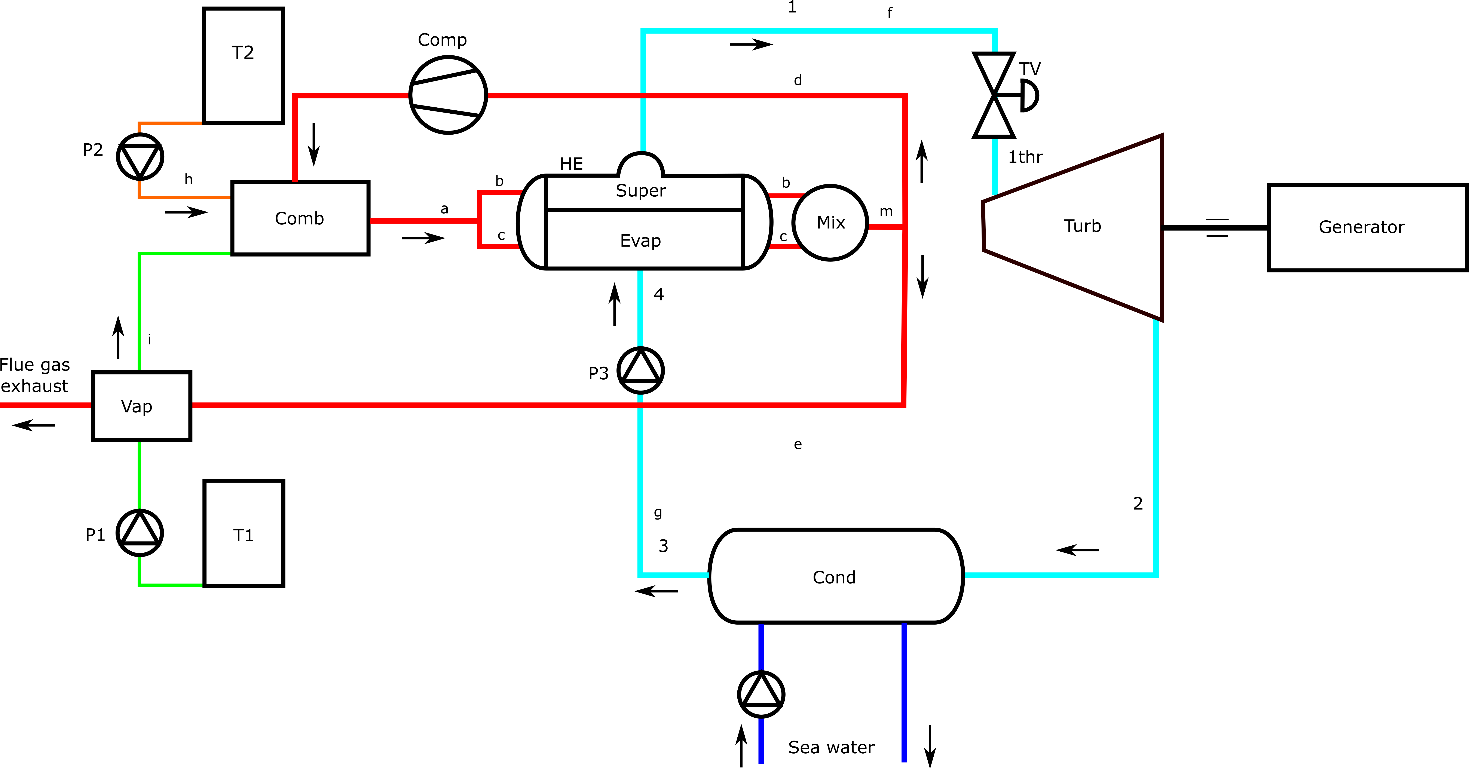 1
f
Comp
T2
TV
d
P2
HE
1thr
h
b
b
Super
a
Comb
Mix
m
Turb
Generator
c
c
Evap
4
i
Flue gas
exhaust
P3
Vap
e
2
g
P1
T1
3
Cond
Sea water